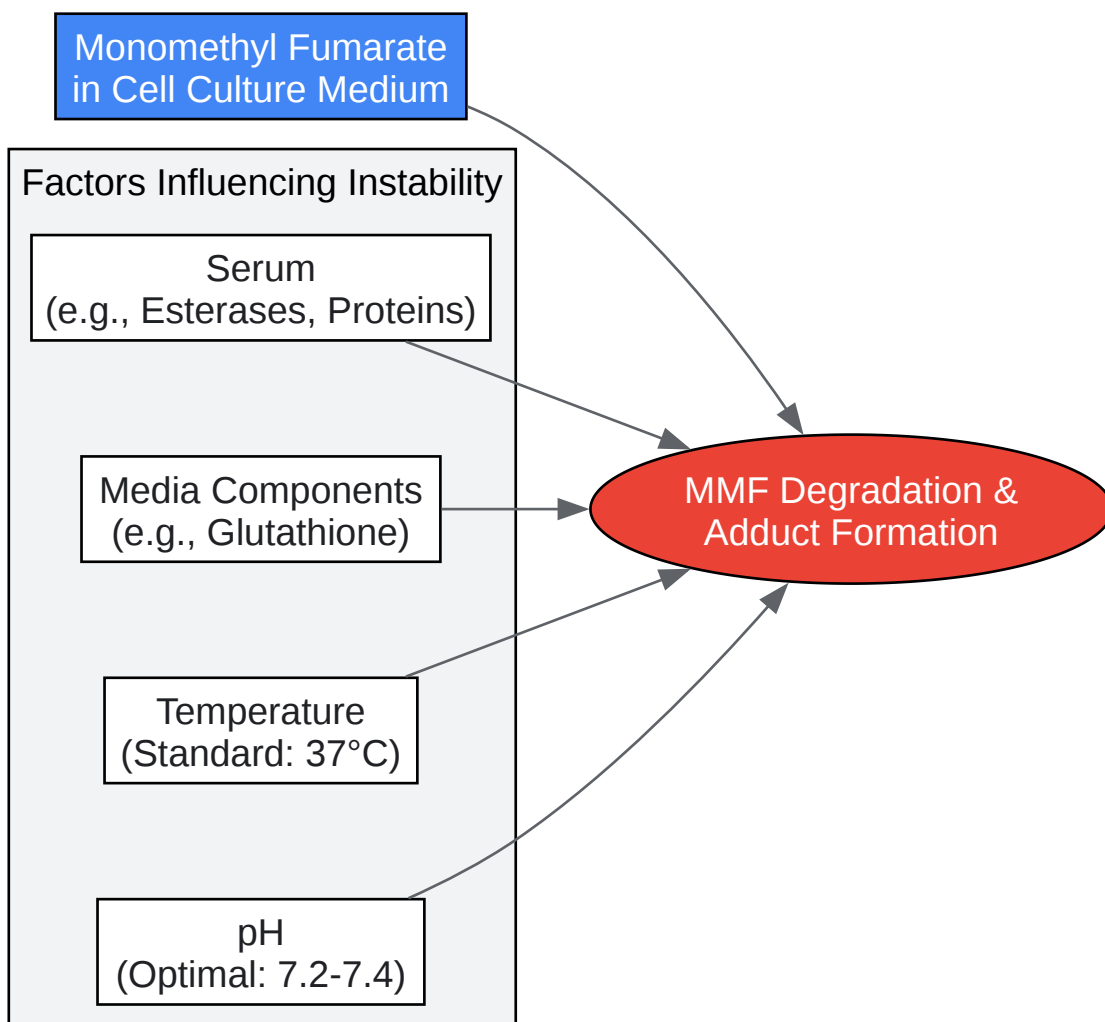 Monomethyl Fumarate
in Cell Culture Medium
Factors Influencing Instability
Serum
(e.g., Esterases, Proteins)
Media Components
(e.g., Glutathione)
MMF Degradation &
Adduct Formation
Temperature
(Standard: 37°C)
pH
(Optimal: 7.2-7.4)